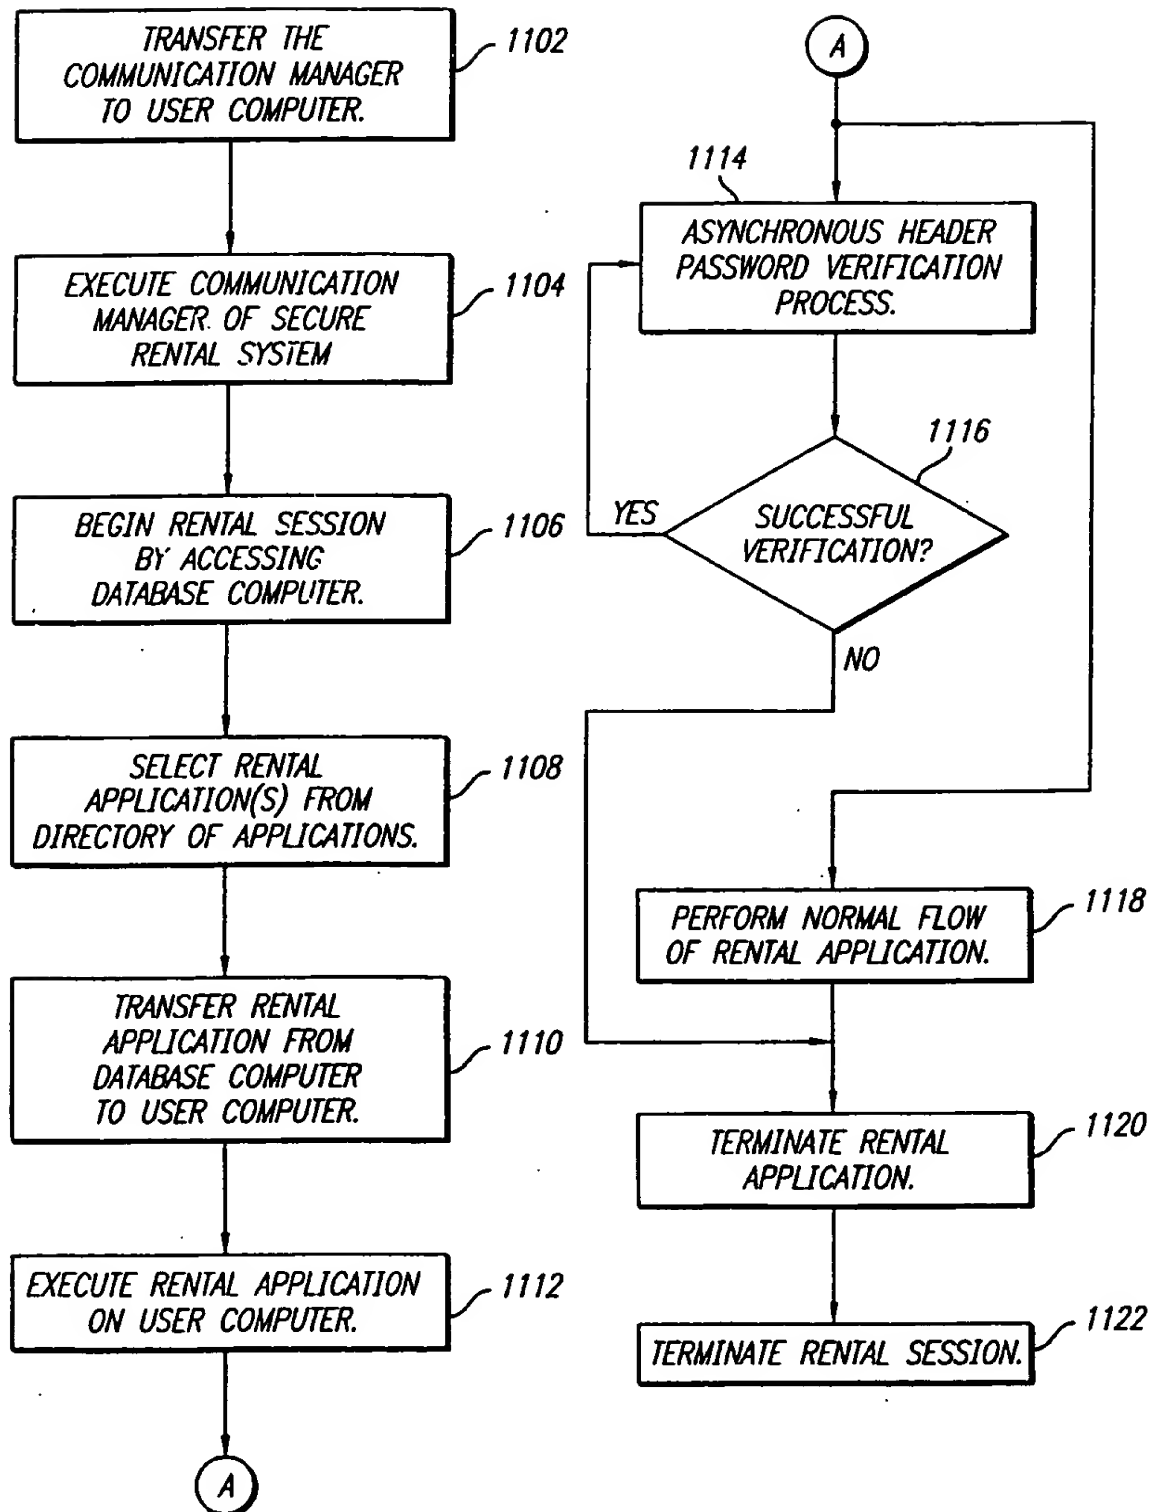 TRANSFER THE
COMMUNICATION MANAGER
TO USER COMPUTER.
1102
EXECUTE COMMUNICATION
MANAGER OF SECURE
RENTAL SYSTEM
1104
BEGIN RENTAL SESSION
BY ACCESSING
DATABASE COMPUTER.
1106
SELECT RENTAL
APPLICATION(S) FROM
DIRECTORY OF APPLICATIONS.
1108
TRANSFER RENTAL
APPLICATION FROM
DATABASE COMPUTER
TO USER COMPUTER.
1110
EXECUTE RENTAL APPLICATION
ON USER COMPUTER.
1112
A
A
1114
ASYNCHRONOUS HEADER
PASSWORD VERIFICATION
PROCESS.
1116
SUCCESSFUL
VERIFICATION?
YES
NO
PERFORM NORMAL FLOW
OF RENTAL APPLICATION.
1118
TERMINATE RENTAL
APPLICATION.
1120
TERMINATE RENTAL SESSION.
1122